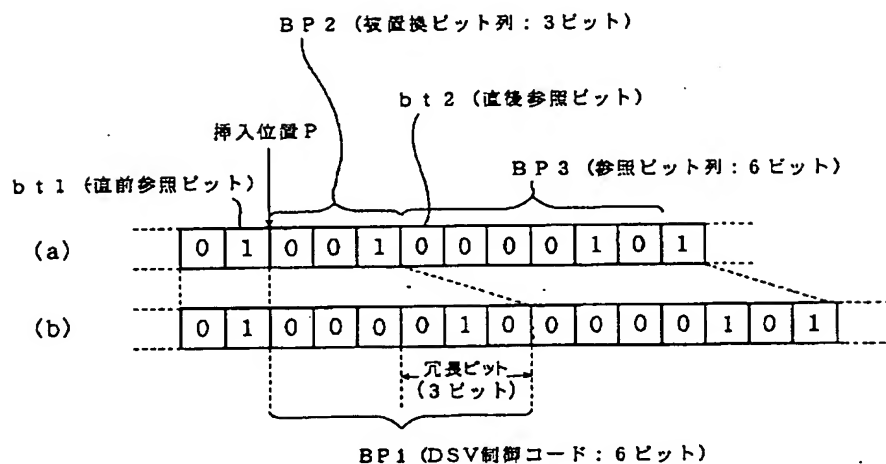 BP2(被置換ビット列:3ビット)
bt2(直後参照ビット)
挿入位置P
BP3(参照ビット列:6ビット)
bt1(直前参照ビット)
(a) 0 1 0 0 1 0 0 0 0 1 0 1
(b) 0 1 0 0 0 0 1 0 0 0 0 0 1 0 1
冗長ビット
(3ビット)
BP1(DSV制御コード:6ビット)